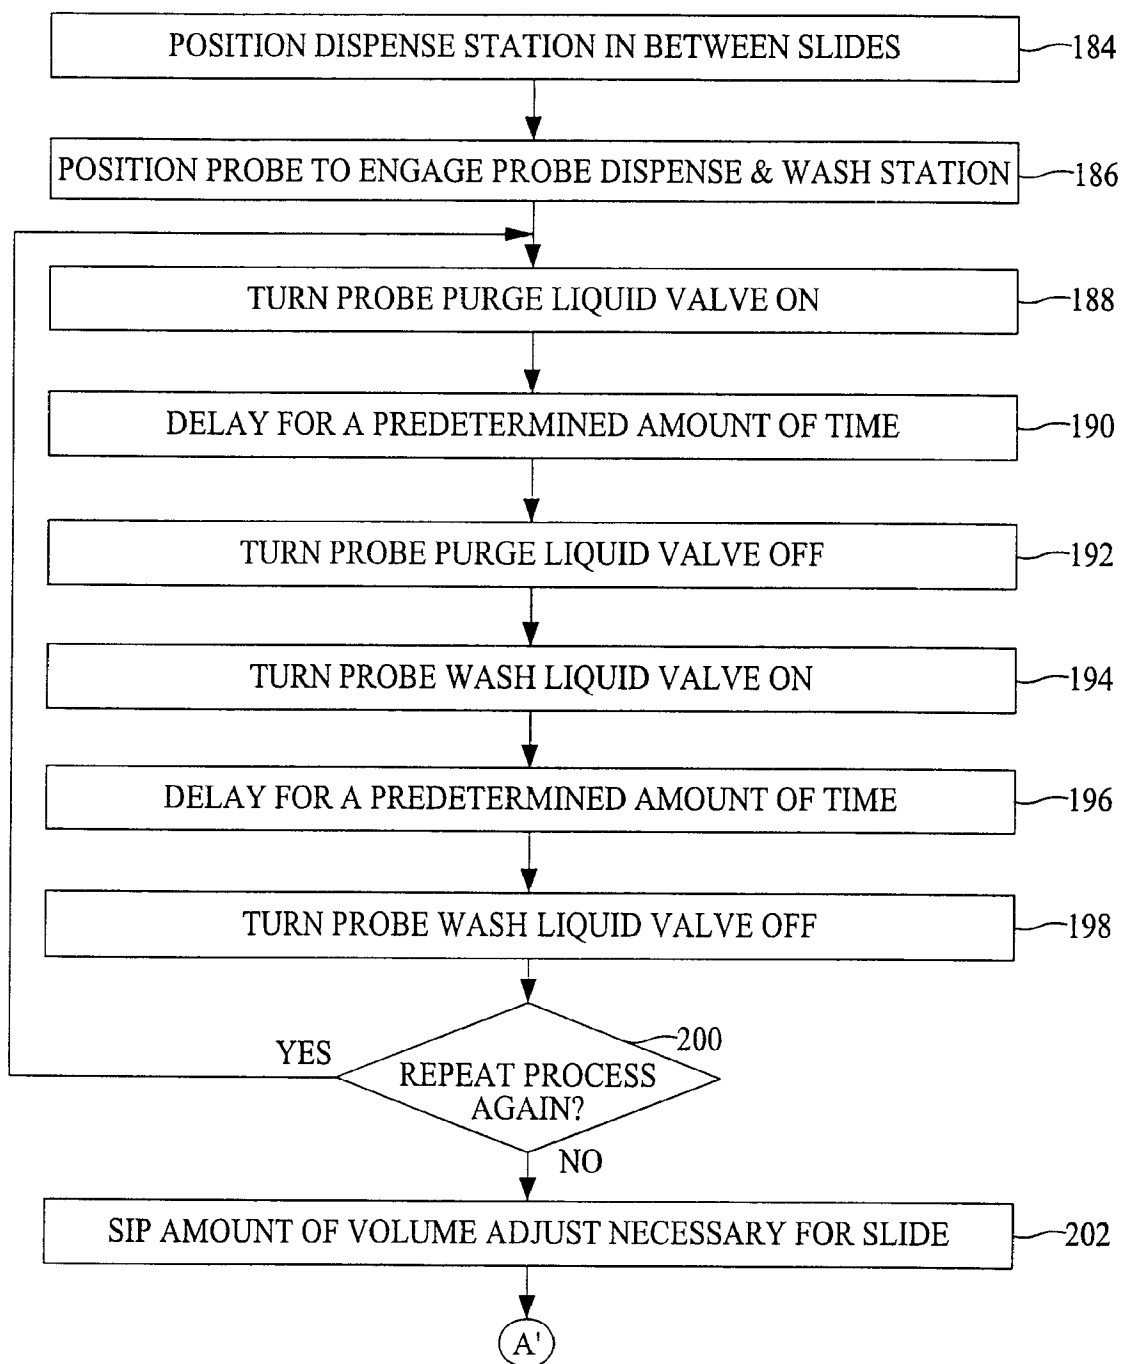 POSITION DISPENSE STATION IN BETWEEN SLIDES
184
POSITION PROBE TO ENGAGE PROBE DISPENSE & WASH STATION
186
TURN PROBE PURGE LIQUID VALVE ON
188
DELAY FOR A PREDETERMINED AMOUNT OF TIME
190
TURN PROBE PURGE LIQUID VALVE OFF
192
TURN PROBE WASH LIQUID VALVE ON
194
DELAY FOR A PREDETERMINED AMOUNT OF TIME
196
TURN PROBE WASH LIQUID VALVE OFF
198
200
YES
REPEAT PROCESS
AGAIN?
NO
SIP AMOUNT OF VOLUME ADJUST NECESSARY FOR SLIDE
202
A'